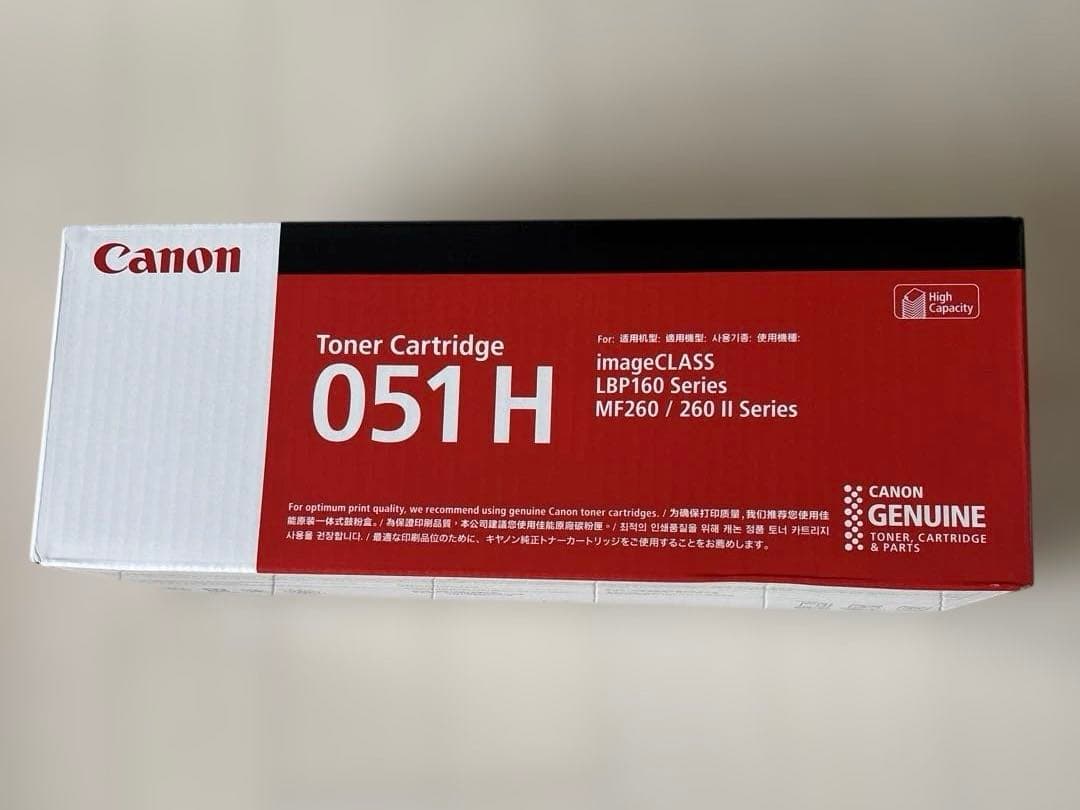 Canon
High
Capacity
Toner Cartridge
051 H
For: 适用机型: 適用機型: 사용기종: 使用機種:
imageCLASS
LBP160 Series
MF260 / 260 II Series
For optimum print quality, we recommend using genuine Canon toner cartridges. / 为确保打印质量,我们推荐您使用佳
能原装一体式鼓粉盒。/ 為保證印刷品質，本公司建議您使用佳能原廠碳粉匣。/ 최적의 인쇄품질을 위해 캐논 정품 토너 카트리지
사용을 권장합니다. / 最適な印刷品位のために、キヤノン純正トナーカートリッジをご使用することをお薦めします。
CANON
GENUINE
TONER, CARTRIDGE
& PARTS